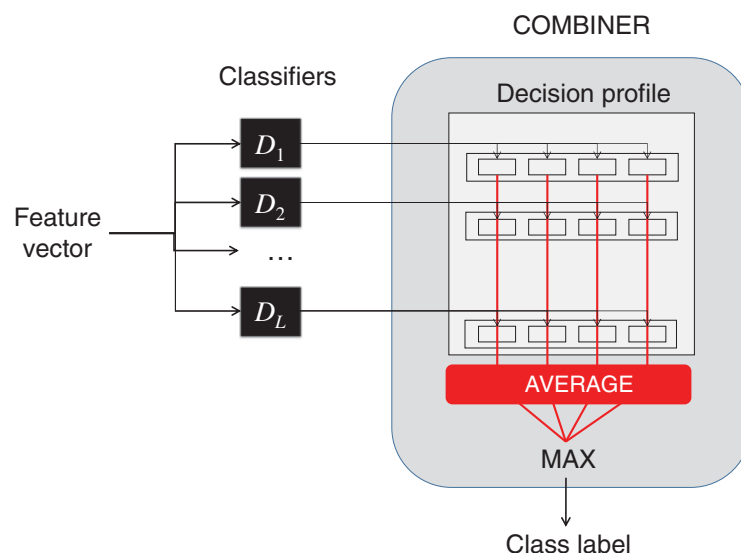 COMBINER
Classifiers
Decision profile
D1
D2
Feature
vector
...
DL
AVERAGE
MAX
Class label